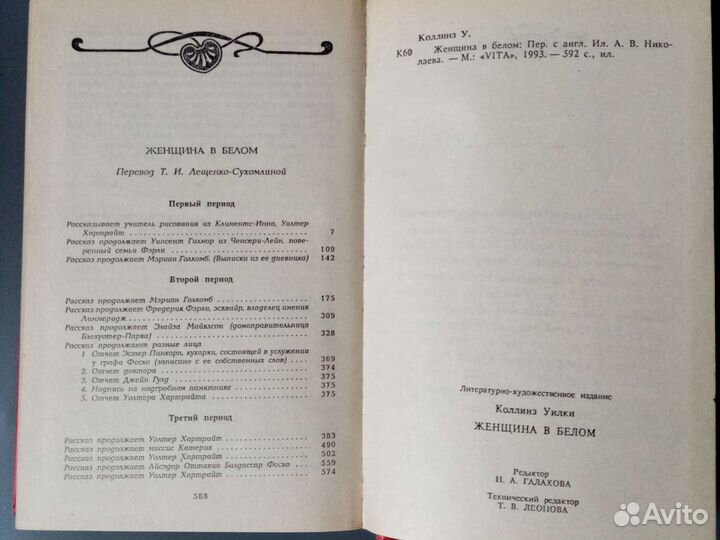 ЖЕНЩИНА В БЕЛОМ
Перевод Т. И. Лещенко-Сухомлиной
Первый период
Рассказывает учитель рисования из Климентс-Инна, Уолтер
Хартрайт . . . . . . . . . . 7
Рассказ продолжает Уинсент Гилмор из Ченсери-Лейн, пове-
ренный семьи Фэрли . . . . . . . . . . 109
Рассказ продолжает Мэриан Голкомб. (Выписки из ее дневника) 142
Второй период
Рассказ продолжает Мэриан Голкомб . . . . . . . . . . 175
Рассказ продолжает Фредерик Фэрли, эсквайр, владелец имения
Лиммеридж . . . . . . . . . . 309
Рассказ продолжает Элайза Майклсон (домоправительница
Блекуотер-Парка) . . . . . . . . . . 328
Рассказ продолжают разные лица
1 Отчет Эстер Пинхорн, кухарки, состоящей в услужении
у графа Фоско (записано с ее собственных слов) . . 369
2. Отчет доктора . . . . . . . . . . 374
3. Отчет Джейн Гулд . . . . . . . . . . 375
4. Надпись на надгробном памятнике . . . . . . . . . . 375
5. Отчет Уолтера Хартрайта . . . . . . . . . . 375
Третий период
Рассказ продолжает Уолтер Хартрайт . . . . . . . . . . 383
Рассказ продолжает миссис Катерик . . . . . . . . . . 490
Рассказ продолжает Уолтер Хартрайт . . . . . . . . . . 502
Рассказ продолжает Айсэдор Оттавио Балдассар Фоско . . . 559
Рассказ продолжает Уолтер Хартрайт . . . . . . . . . . 574
588
Коллинз У.
К60 Женщина в белом: Пер. с англ. Ил. А. В. Нико-
лаева. — М.: «VITA», 1993. — 592 с., ил.
Литературно-художественное издание
Коллинз Уилки
ЖЕНЩИНА В БЕЛОМ
Редактор
Н. А. ГАЛАХОВА
Технический редактор
Т. В. ЛЕОНОВА
Avito